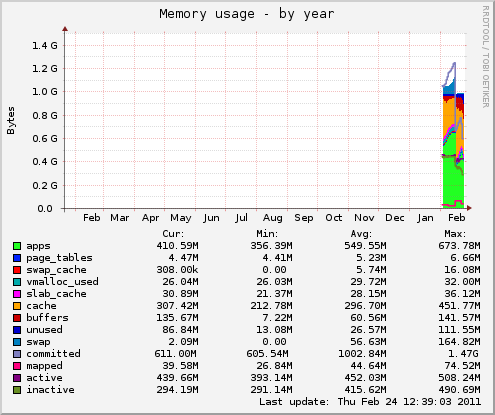 Memory usage - by year
RRDTOOL / TOBI OETIKER
Bytes
1.4 G
1.2 G
1.0 G
0.8 G
0.6 G
0.4 G
0.2 G
0.0
Feb Mar Apr May Jun Jul Aug Sep Oct Nov Dec Jan Feb
Cur: Min: Avg: Max:
apps 410.59M 356.39M 549.55M 673.78M
page_tables 4.47M 4.41M 5.23M 6.66M
swap_cache 308.00k 0.00 5.74M 16.08M
vmalloc_used 26.04M 26.03M 29.72M 32.00M
slab_cache 30.89M 21.37M 28.15M 36.12M
cache 307.42M 212.78M 296.70M 451.77M
buffers 135.67M 7.22M 60.56M 141.57M
unused 86.84M 13.08M 26.57M 111.55M
swap 2.09M 0.00 56.63M 164.82M
committed 611.00M 605.54M 1002.84M 1.47G
mapped 39.58M 26.84M 44.64M 74.52M
active 439.66M 393.14M 452.03M 508.24M
inactive 294.19M 291.14M 415.62M 490.69M
Last update: Thu Feb 24 12:39:03 2011